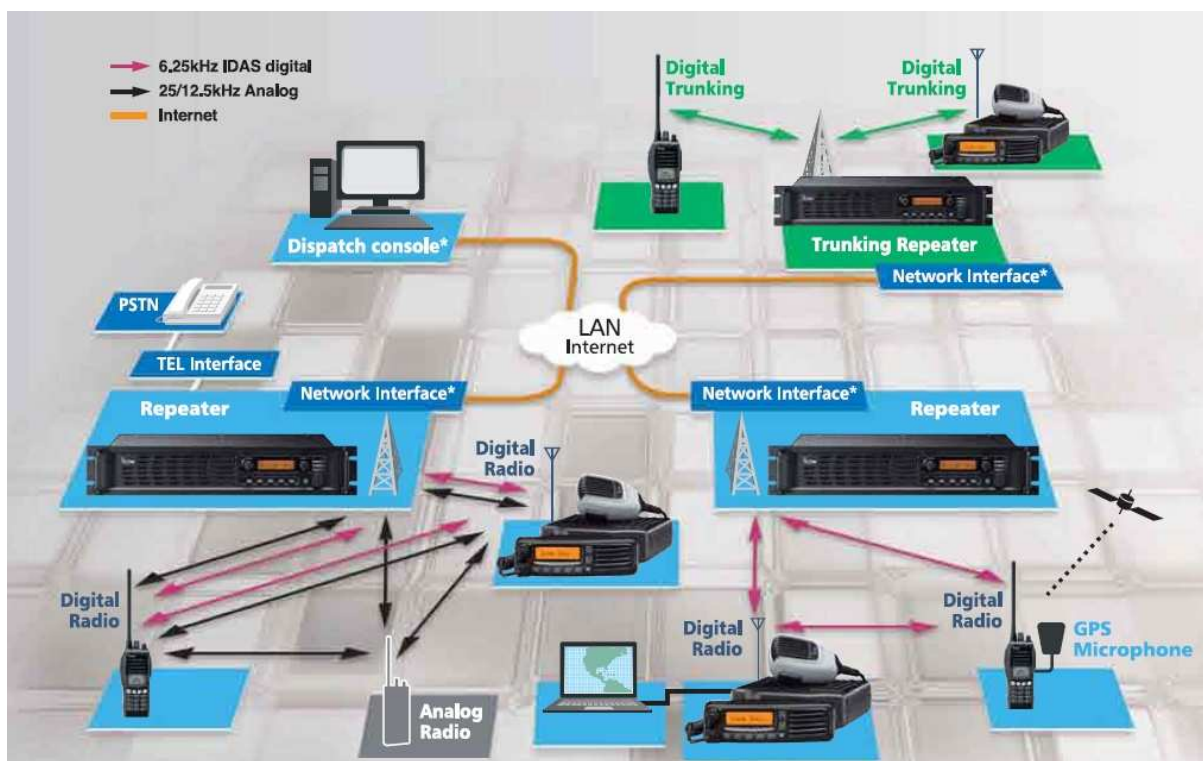 6.25kHz IDAS digital
25/12.5kHz Analog
Internet
Digital
Trunking
Digital
Trunking
Dispatch console*
Trunking Repeater
Network Interface*
PSTN
LAN
Internet
TEL Interface
Network Interface*
Repeater
Network Interface*
Repeater
Digital
Radio
Digital
Radio
Digital
Radio
Digital
Radio
GPS
Microphone
Analog
Radio